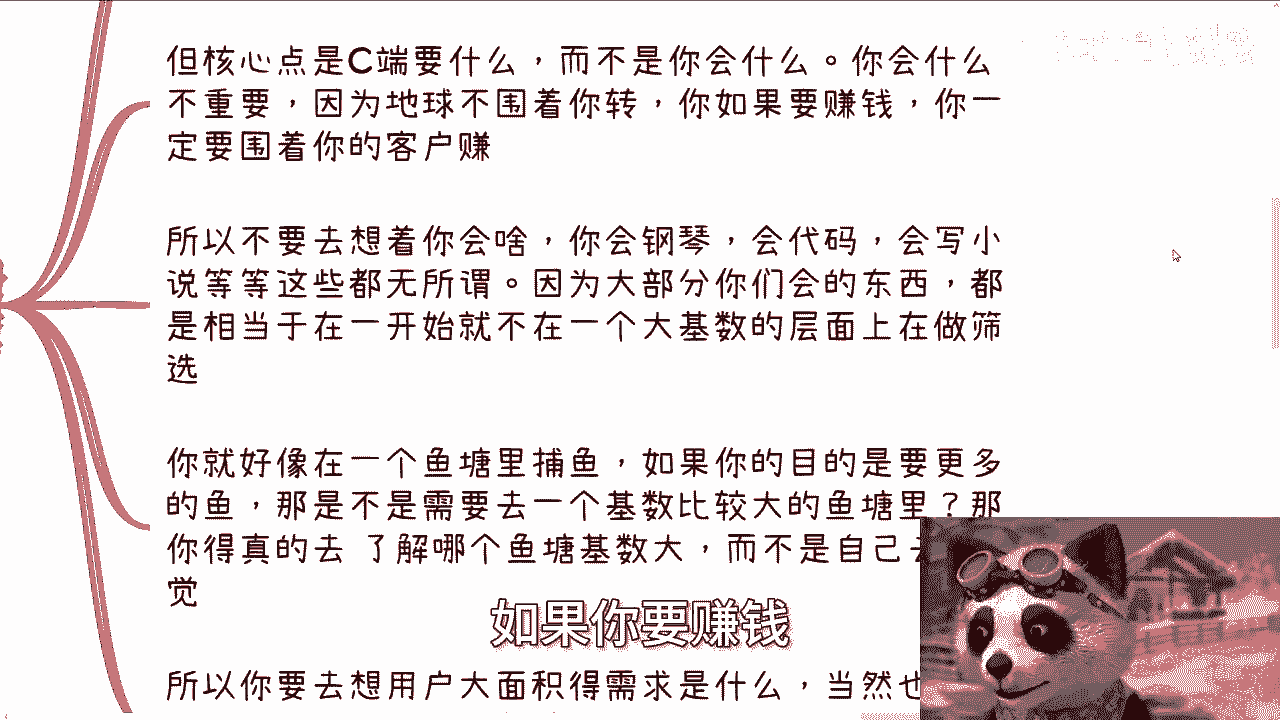 但核心点是C端要什么，而不是你会什么。你会什么
不重要，因为地球不围着你转，你如果要赚钱，你一
定要围着你的客户赚
所以不要去想着你会啥，你会钢琴，会代码，会写小
说等等这些都无所谓。因为大部分你们会的东西，都
是相当于在一开始就不在一个大基数的层面上在做筛
选
你就好像在一个鱼塘里捕鱼，如果你的目的是要更多
的鱼，那是不是需要去一个基数比较大的鱼塘里？那
你得真的去 了解哪个鱼塘基数大，而不是自己
觉
如果你要赚钱
所以你要去想用户大面积得需求是什么，当然